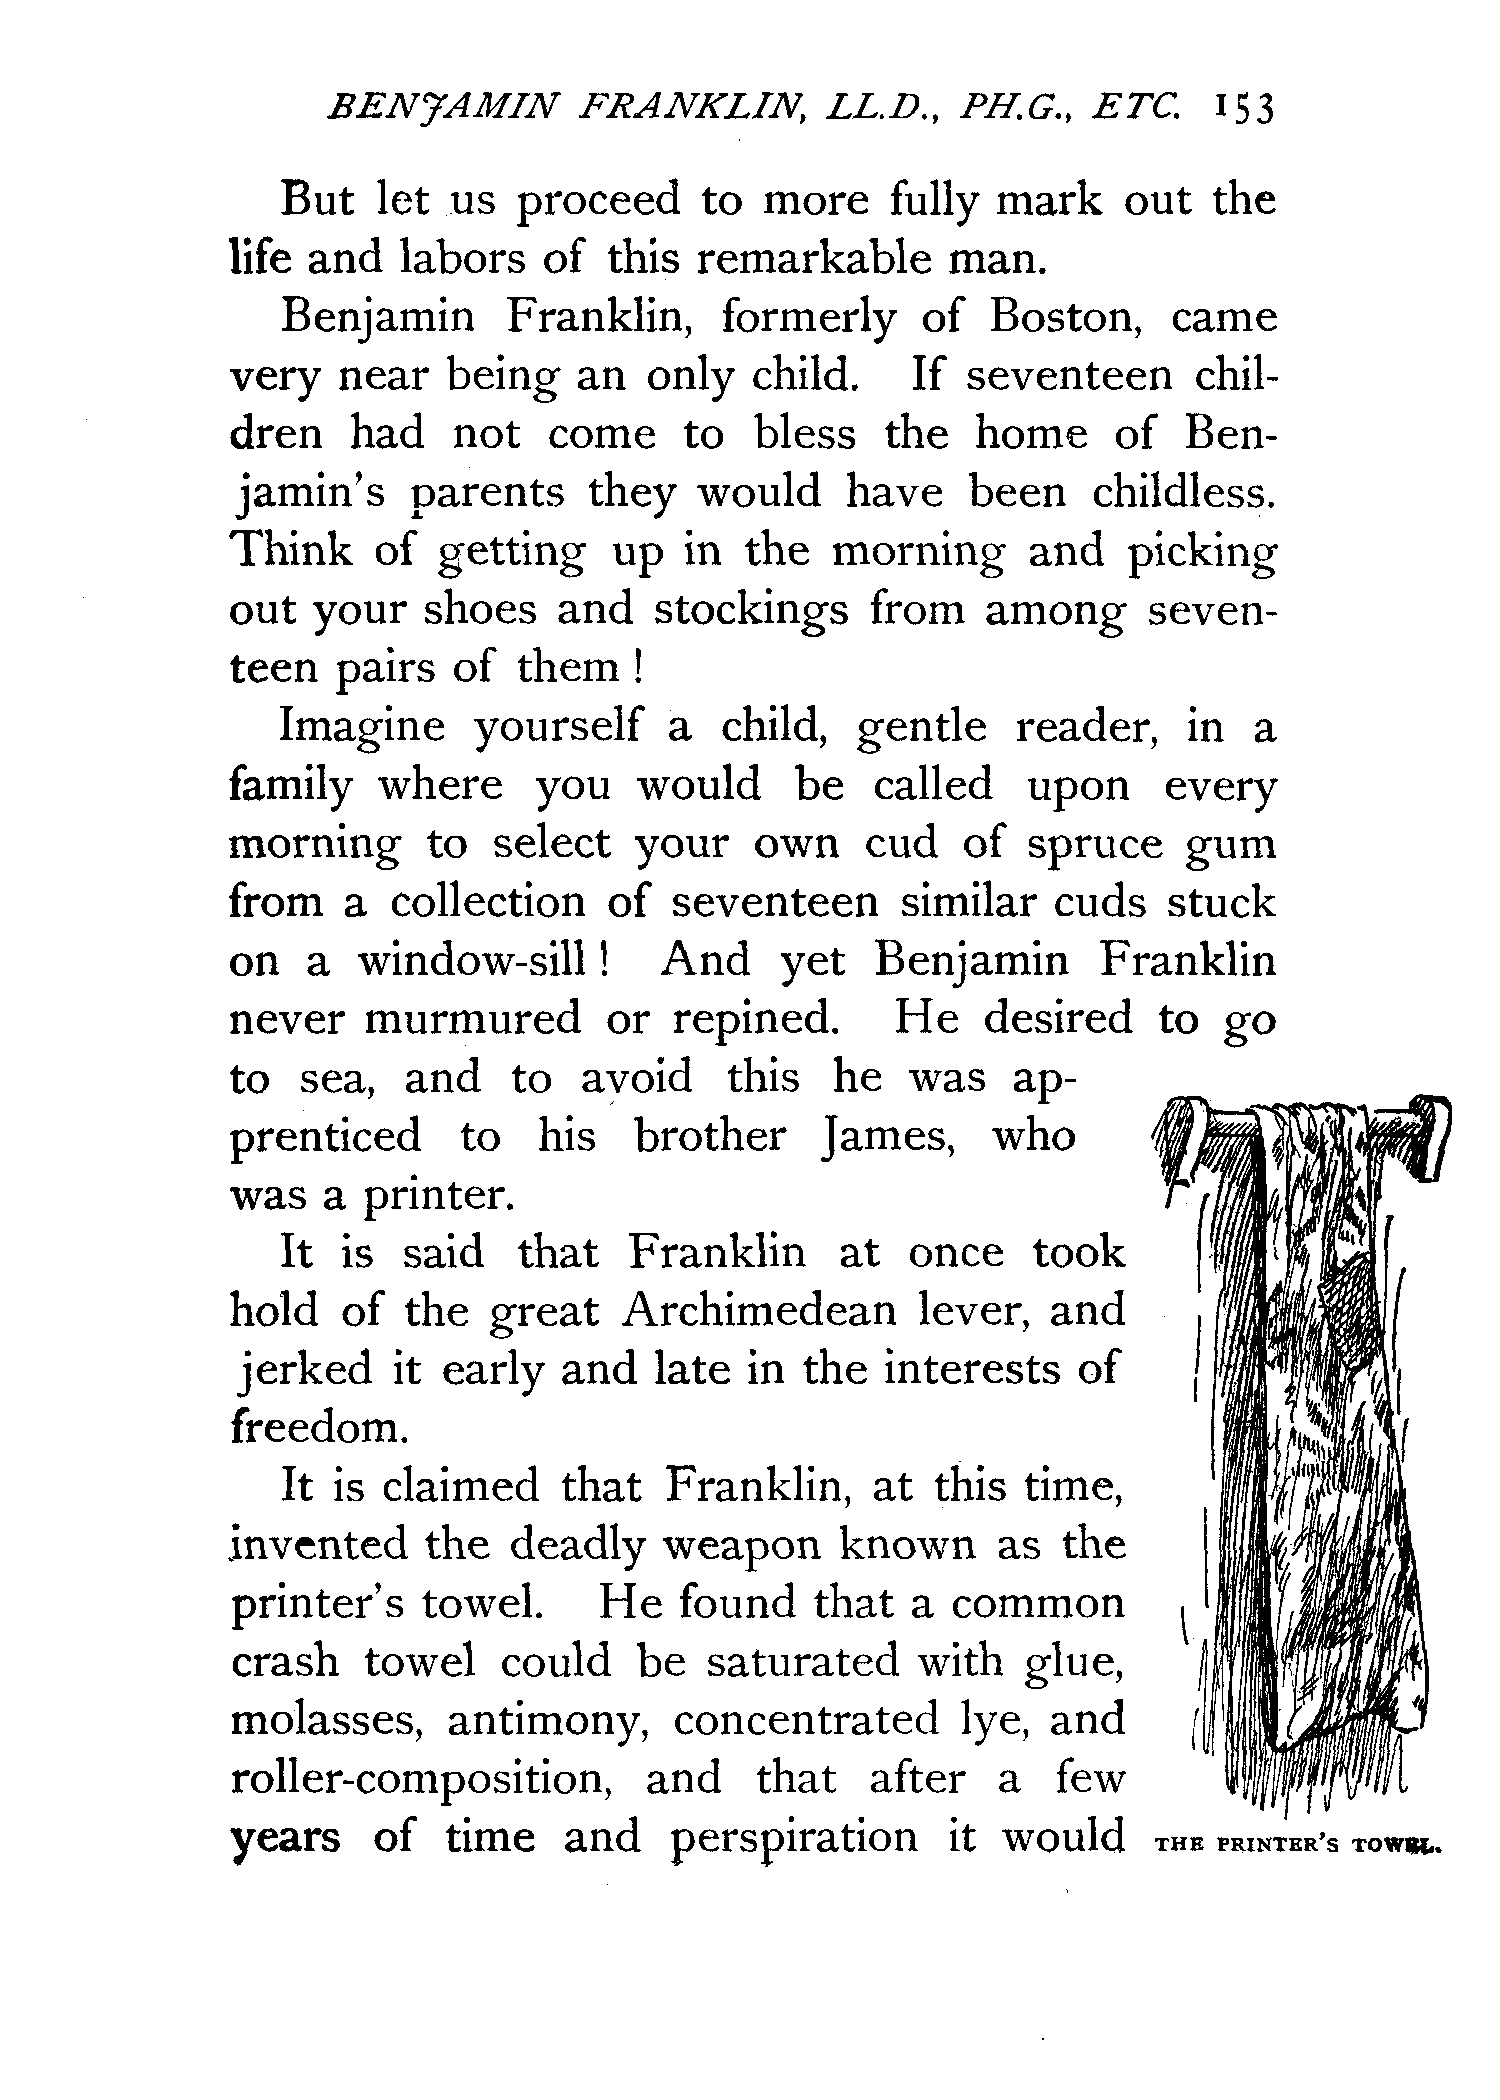 BENJAMIN FRANKLIN, LL.D., PH.G., ETC. 153
But let us proceed to more fully mark out the
life and labors of this remarkable man.
Benjamin Franklin, formerly of Boston, came
very near being an only child. If seventeen chil-
dren had not come to bless the home of Ben-
jamin's parents they would have been childless.
Think of getting up in the morning and picking
out your shoes and stockings from among seven-
teen pairs of them !
Imagine yourself a child, gentle reader, in a
family where you would be called upon every
morning to select your own cud of spruce gum
from a collection of seventeen similar cuds stuck
on a window-sill ! And yet Benjamin Franklin
never murmured or repined. He desired to go
to sea, and to avoid this he was ap-
prenticed to his brother James, who
was a printer.
It is said that Franklin at once took
hold of the great Archimedean lever, and
jerked it early and late in the interests of
freedom.
It is claimed that Franklin, at this time,
invented the deadly weapon known as the
printer's towel. He found that a common
crash towel could be saturated with glue,
molasses, antimony, concentrated lye, and
roller-composition, and that after a few
years of time and perspiration it would
THE PRINTER'S TOWEL.